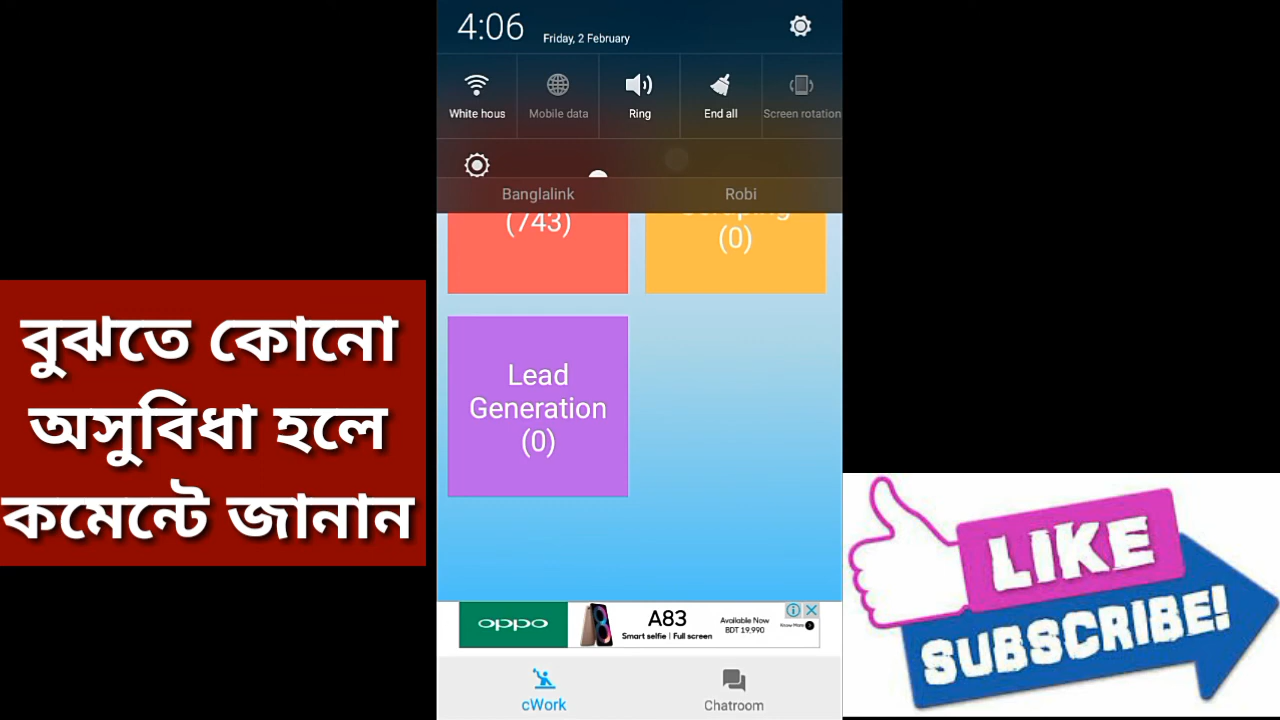 4:06 Friday, 2 February
White hous Mobile data Ring End all Screen rotation
Banglalink Robi
(743)
(0)
Lead
Generation
(0)
বুঝতে কোনো
অসুবিধা হলে
কমেন্টে জানান
LIKE
SUBSCRIBE!
oppo
A83
Smart selfie | Full screen
Available Now
BDT 19,990
Know More
cWork Chatroom